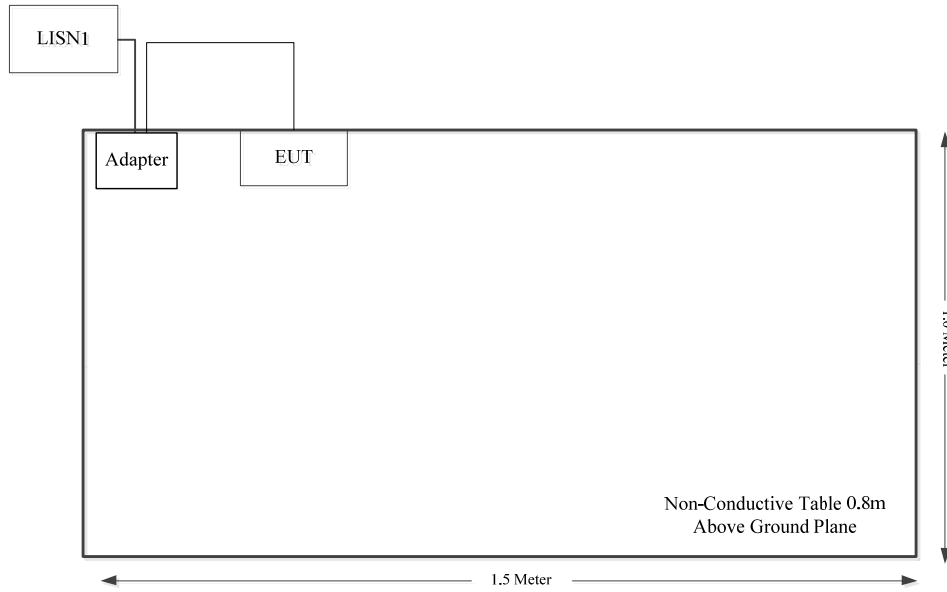 LISN1
Adapter
EUT
Non-Conductive Table 0.8m
Above Ground Plane
1.5 Meter